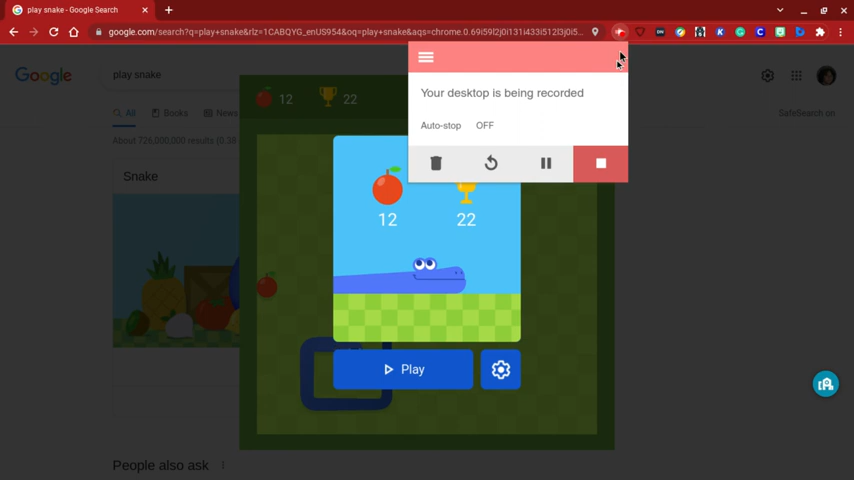 play snake - Google Search
google.com/search?q=play+snake&rlz=1CABQYG_enUS954&oq=play+snake&aqs=chrome.0.69i59l2j0i131i433i512l3j0i5...
Google
play snake
All
Books
News
SafeSearch on
About 726,000,000 results (0.38
Snake
12
22
Your desktop is being recorded
Auto-stop OFF
12
22
Play
People also ask